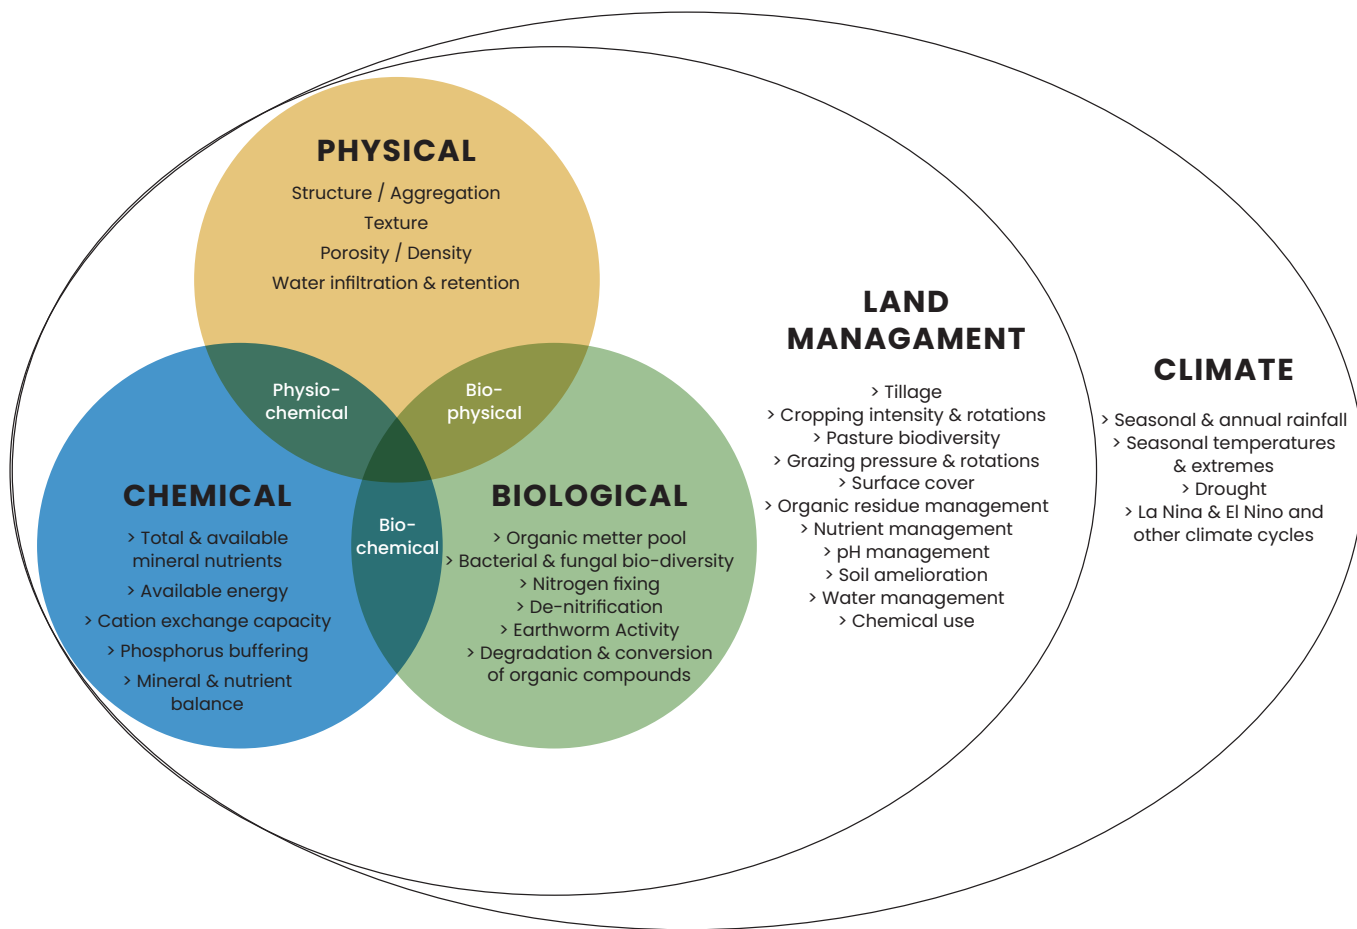 PHYSICAL
Structure / Aggregation
Texture
Porosity / Density
Water infiltration & retention
Physio-
chemical
Bio-
physical
CHEMICAL
> Total & available
mineral nutrients
> Available energy
> Cation exchange capacity
> Phosphorus buffering
> Mineral & nutrient
balance
Bio-
chemical
BIOLOGICAL
> Organic metter pool
> Bacterial & fungal bio-diversity
> Nitrogen fixing
> De-nitrification
> Earthworm Activity
> Degradation & conversion
of organic compounds
LAND
MANAGAMENT
> Tillage
> Cropping intensity & rotations
> Pasture biodiversity
> Grazing pressure & rotations
> Surface cover
> Organic residue management
> Nutrient management
> pH management
> Soil amelioration
> Water management
> Chemical use
CLIMATE
> Seasonal & annual rainfall
> Seasonal temperatures
& extremes
> Drought
> La Nina & El Nino and
other climate cycles